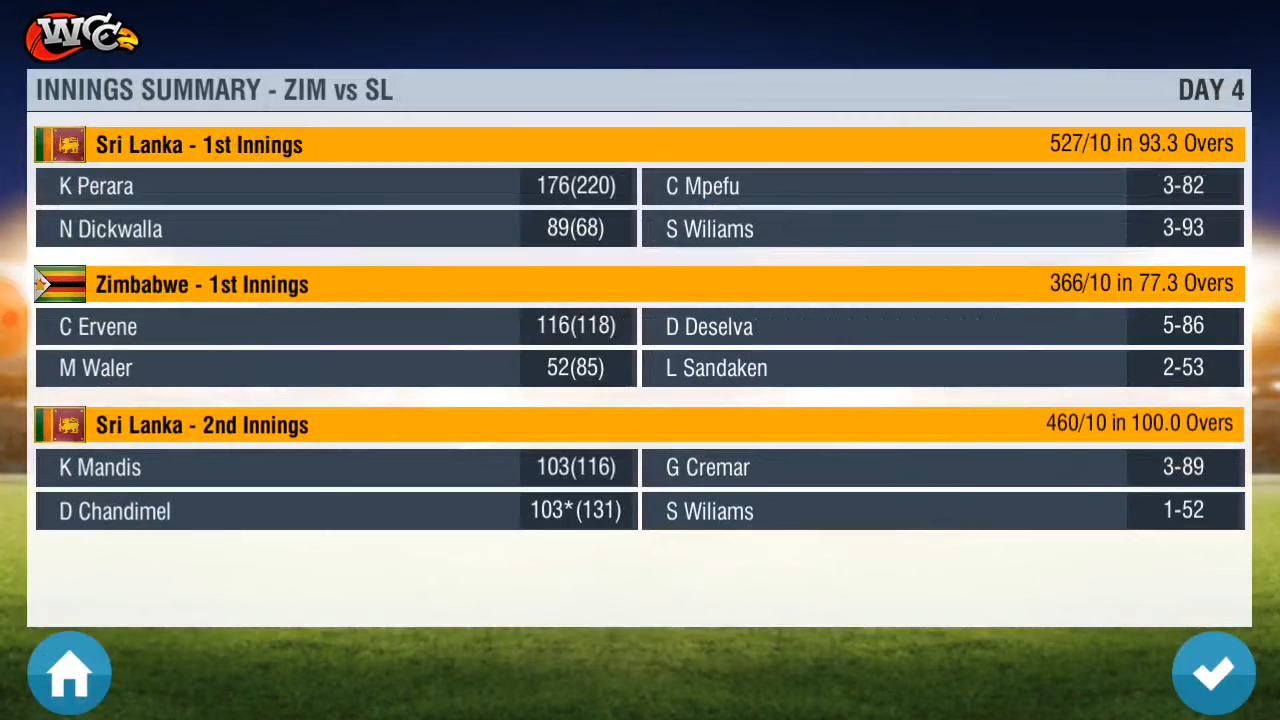 WCC
INNINGS SUMMARY - ZIM vs SL DAY 4
Sri Lanka - 1st Innings 527/10 in 93.3 Overs
K Perara 176(220) C Mpefu 3-82
N Dickwalla 89(68) S Wiliams 3-93
Zimbabwe - 1st Innings 366/10 in 77.3 Overs
C Ervene 116(118) D Deselva 5-86
M Waler 52(85) L Sandaken 2-53
Sri Lanka - 2nd Innings 460/10 in 100.0 Overs
K Mandis 103(116) G Cremar 3-89
D Chandimel 103*(131) S Wiliams 1-52